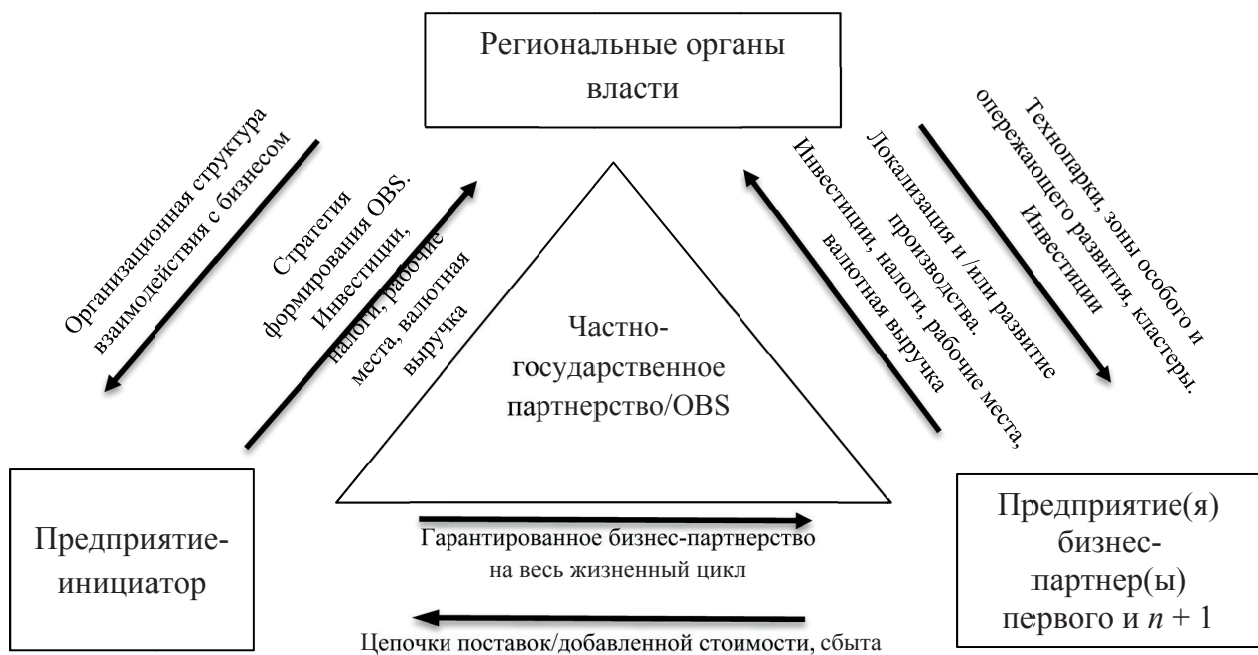 Региональные органы
власти
Организационная структура
взаимодействия с бизнесом
Стратегия
формирования OBS.
Инвестиции,
налоги, рабочие
места, валютная
выручка
Технопарки, зоны особого и
опережающего развития, кластеры.
Инвестиции
Локализация и /или развитие
производства.
Инвестиции, налоги, рабочие места,
валютная выручка
Частно-
государственное
партнерство/OBS
Предприятие-
инициатор
Гарантированное бизнес-партнерство
на весь жизненный цикл
Цепочки поставок/добавленной стоимости, сбыта
Предприятие(я)
бизнес-
партнер(ы)
первого и n + 1